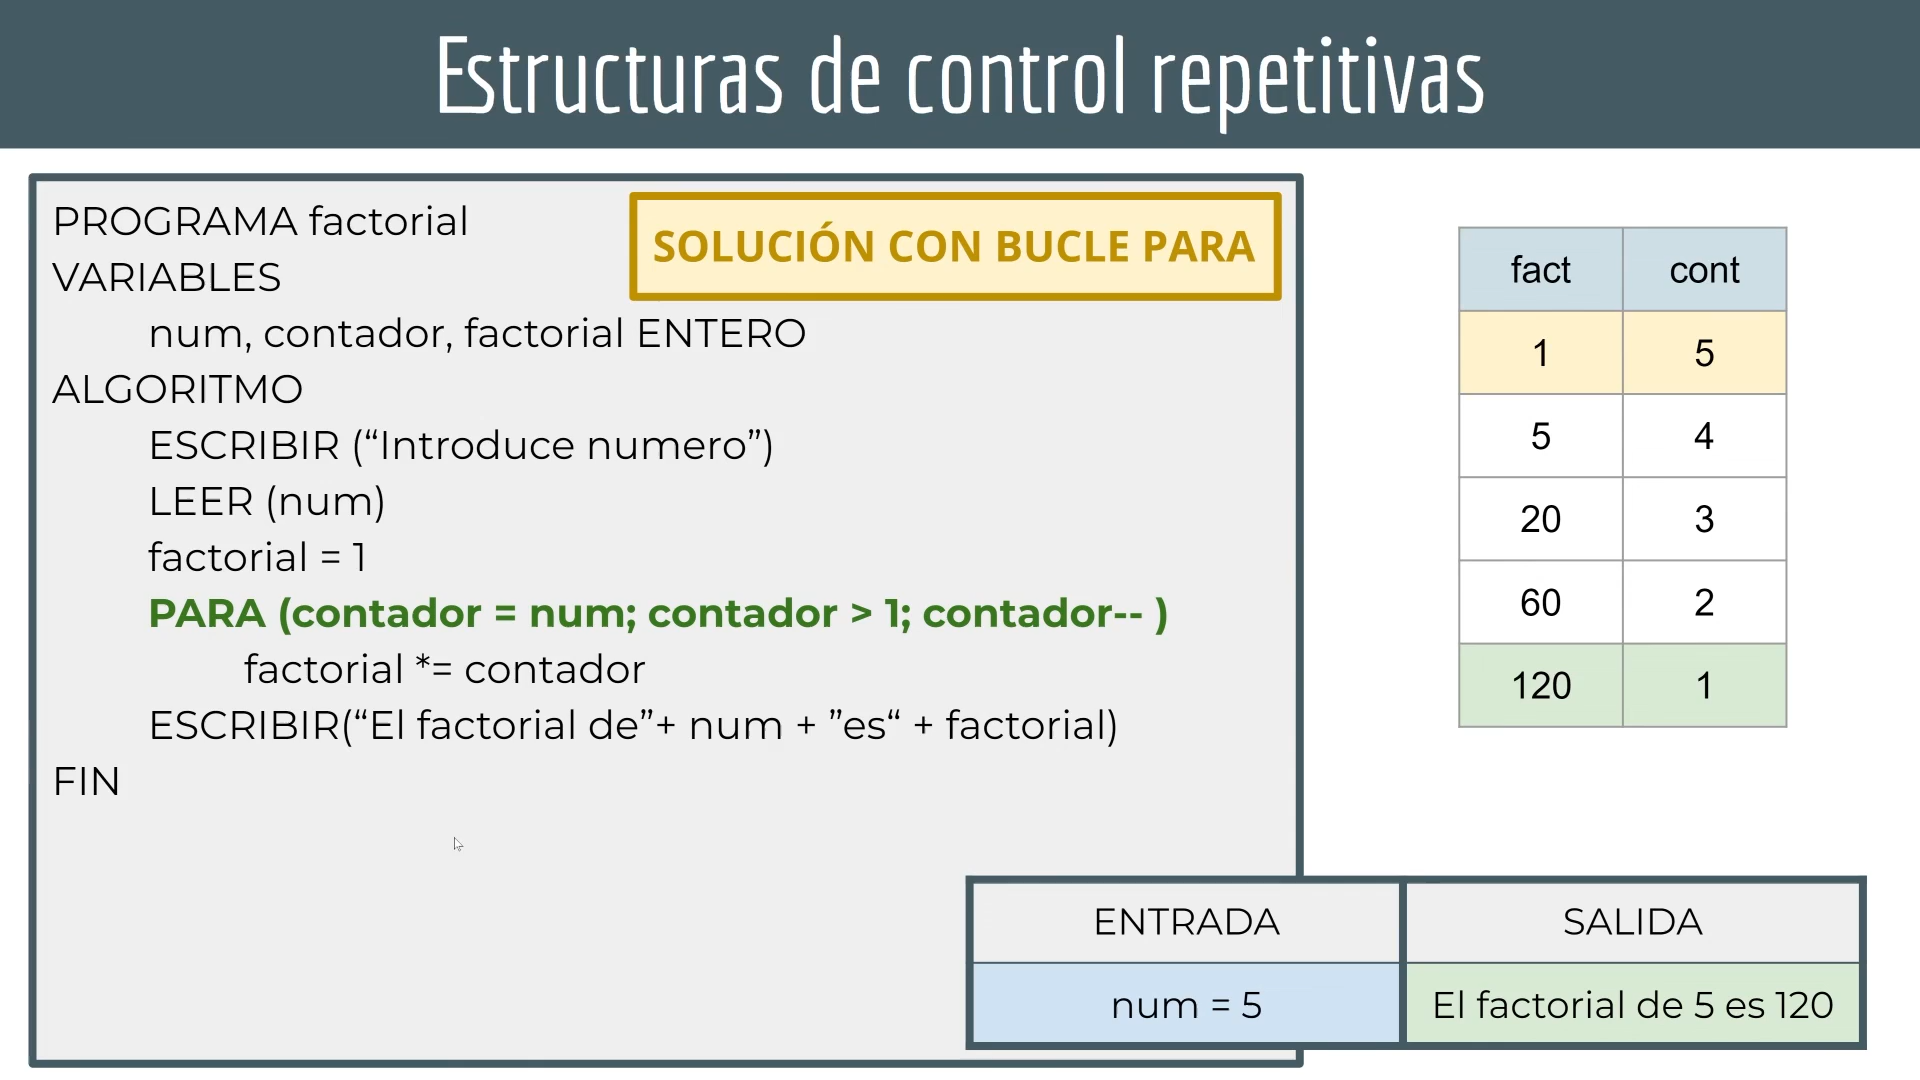 Estructuras de control repetitivas
PROGRAMA factorial
SOLUCIÓN CON BUCLE PARA
VARIABLES
num, contador, factorial ENTERO
ALGORITMO
ESCRIBIR (“Introduce numero”)
LEER (num)
factorial = 1
PARA (contador = num; contador > 1; contador-- )
factorial *= contador
ESCRIBIR(“El factorial de”+ num + ”es“ + factorial)
FIN
fact cont
1 5
5 4
20 3
60 2
120 1
ENTRADA SALIDA
num = 5 El factorial de 5 es 120